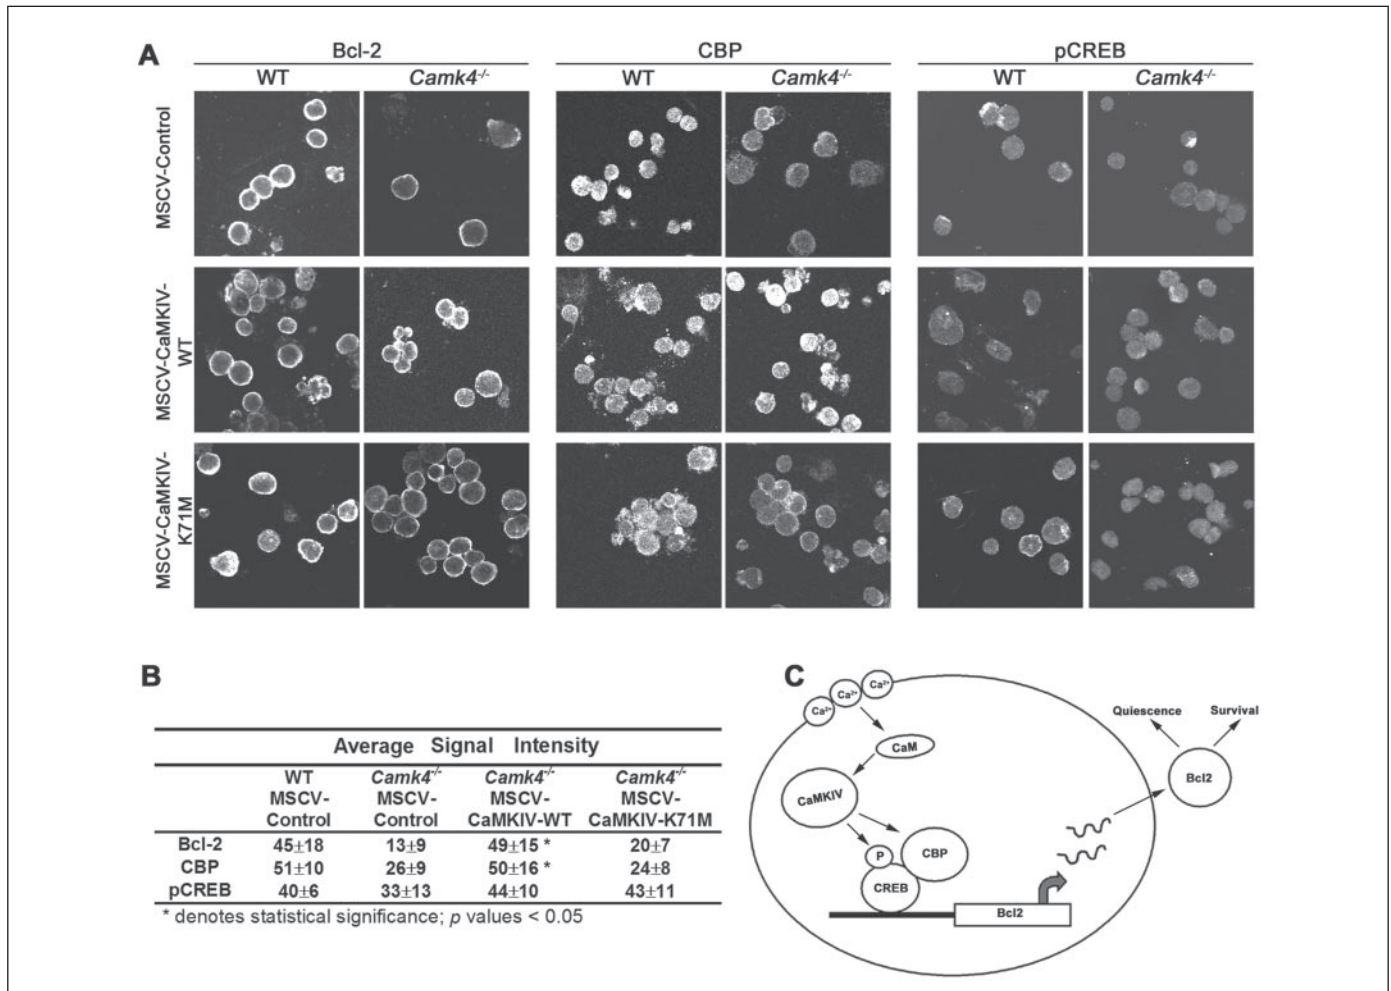 A
Bcl-2 CBP pCREB
WT Camk4-/- WT Camk4-/- WT Camk4-/-
MSCV-Control
MSCV-CaMKIV-
WT
MSCV-CaMKIV-
K71M
B
Average Signal Intensity
WT Camk4-/- Camk4-/- Camk4-/-
MSCV- MSCV- MSCV- MSCV-
Control Control CaMKIV-WT CaMKIV-K71M
Bcl-2 45±18 13±9 49±15 * 20±7
CBP 51±10 26±9 50±16 * 24±8
pCREB 40±6 33±13 44±10 43±11
* denotes statistical significance; p values < 0.05
C
Ca2+ Ca2+ Ca2+
CaM
CaMKIV
P
CBP
CREB
Bcl2
Quiescence Survival
Bcl2